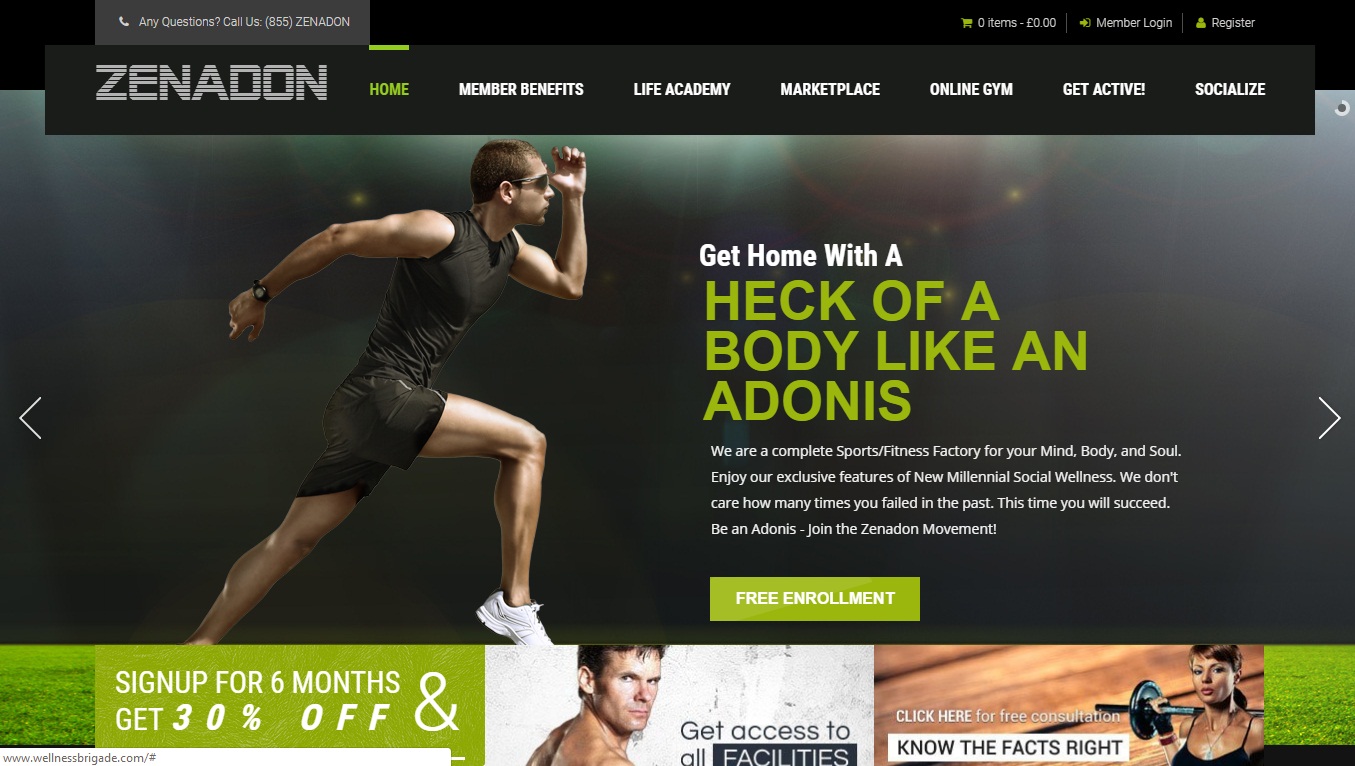 Any Questions? Call Us: (855) ZENADON
0 items - £0.00
Member Login
Register
ZENADON
HOME
MEMBER BENEFITS
LIFE ACADEMY
MARKETPLACE
ONLINE GYM
GET ACTIVE!
SOCIALIZE
Get Home With A
HECK OF A
BODY LIKE AN
ADONIS
We are a complete Sports/Fitness Factory for your Mind, Body, and Soul.
Enjoy our exclusive features of New Millennial Social Wellness. We don't
care how many times you failed in the past. This time you will succeed.
Be an Adonis - Join the Zenadon Movement!
FREE ENROLLMENT
SIGNUP FOR 6 MONTHS
GET 30% OFF
&
Get access to
all FACILITIES
CLICK HERE for free consultation
KNOW THE FACTS RIGHT
www.wellnessbrigade.com/#